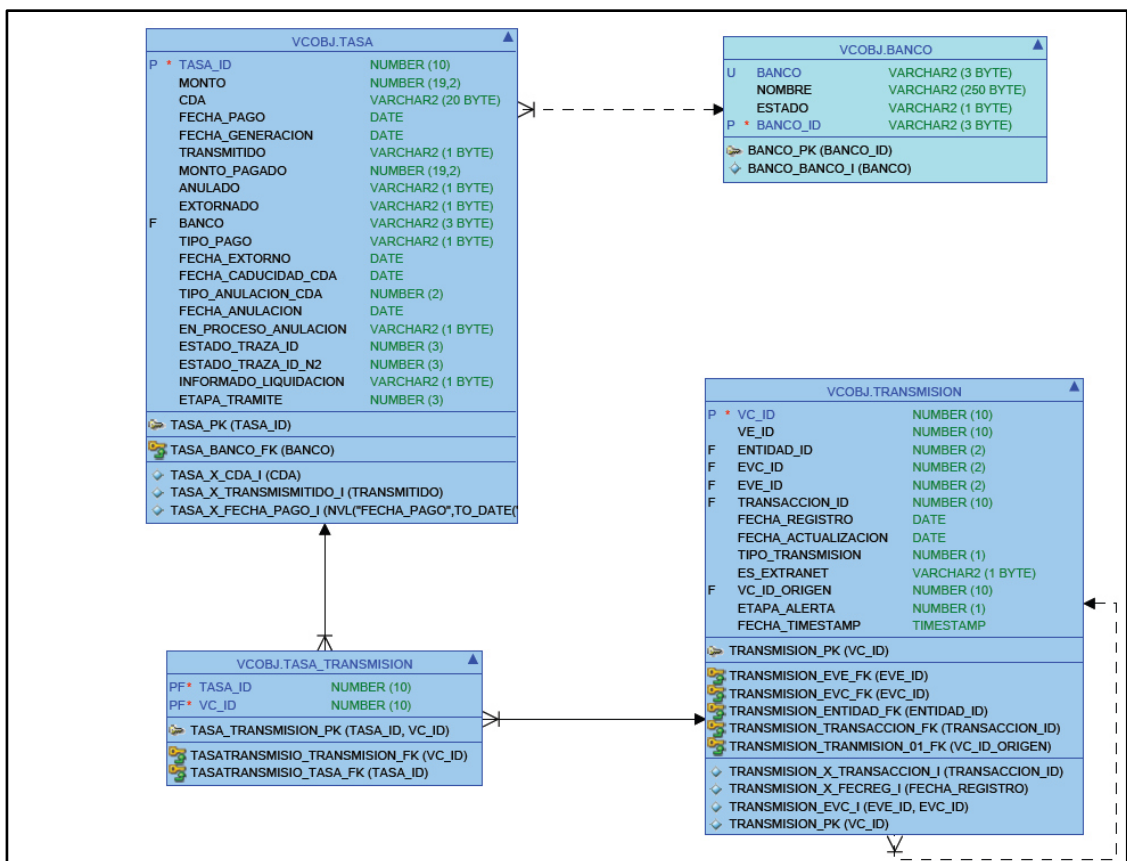 VCOBJ.TASA
P * TASA_ID NUMBER (10)
MONTO NUMBER (19,2)
CDA VARCHAR2 (20 BYTE)
FECHA_PAGO DATE
FECHA_GENERACION DATE
TRANSMITIDO VARCHAR2 (1 BYTE)
MONTO_PAGADO NUMBER (19,2)
ANULADO VARCHAR2 (1 BYTE)
EXTORNADO VARCHAR2 (1 BYTE)
F BANCO VARCHAR2 (3 BYTE)
TIPO_PAGO VARCHAR2 (1 BYTE)
FECHA_EXTORNO DATE
FECHA_CADUCIDAD_CDA DATE
TIPO_ANULACION_CDA NUMBER (2)
FECHA_ANULACION DATE
EN_PROCESO_ANULACION VARCHAR2 (1 BYTE)
ESTADO_TRAZA_ID NUMBER (3)
ESTADO_TRAZA_ID_N2 NUMBER (3)
INFORMADO_LIQUIDACION VARCHAR2 (1 BYTE)
ETAPA_TRAMITE NUMBER (3)
TASA_PK (TASA_ID)
TASA_BANCO_FK (BANCO)
TASA_X_CDA_I (CDA)
TASA_X_TRANSMISMITIDO_I (TRANSMITIDO)
TASA_X_FECHA_PAGO_I (NVL("FECHA_PAGO",TO_DATE('
VCOBJ.BANCO
U BANCO VARCHAR2 (3 BYTE)
NOMBRE VARCHAR2 (250 BYTE)
ESTADO VARCHAR2 (1 BYTE)
P * BANCO_ID VARCHAR2 (3 BYTE)
BANCO_PK (BANCO_ID)
BANCO_BANCO_I (BANCO)
VCOBJ.TASA_TRANSMISION
PF* TASA_ID NUMBER (10)
PF* VC_ID NUMBER (10)
TASA_TRANSMISION_PK (TASA_ID, VC_ID)
TASATRANSMISIO_TRANSMISION_FK (VC_ID)
TASATRANSMISIO_TASA_FK (TASA_ID)
VCOBJ.TRANSMISION
P * VC_ID NUMBER (10)
VE_ID NUMBER (10)
F ENTIDAD_ID NUMBER (2)
F EVC_ID NUMBER (2)
F EVE_ID NUMBER (2)
F TRANSACCION_ID NUMBER (10)
FECHA_REGISTRO DATE
FECHA_ACTUALIZACION DATE
TIPO_TRANSMISION NUMBER (1)
ES_EXTRANET VARCHAR2 (1 BYTE)
F VC_ID_ORIGEN NUMBER (10)
ETAPA_ALERTA NUMBER (1)
FECHA_TIMESTAMP TIMESTAMP
TRANSMISION_PK (VC_ID)
TRANSMISION_EVE_FK (EVE_ID)
TRANSMISION_EVC_FK (EVC_ID)
TRANSMISION_ENTIDAD_FK (ENTIDAD_ID)
TRANSMISION_TRANSACCION_FK (TRANSACCION_ID)
TRANSMISION_TRANMISION_01_FK (VC_ID_ORIGEN)
TRANSMISION_X_TRANSACCION_I (TRANSACCION_ID)
TRANSMISION_X_FECREG_I (FECHA_REGISTRO)
TRANSMISION_EVC_I (EVE_ID, EVC_ID)
TRANSMISION_PK (VC_ID)